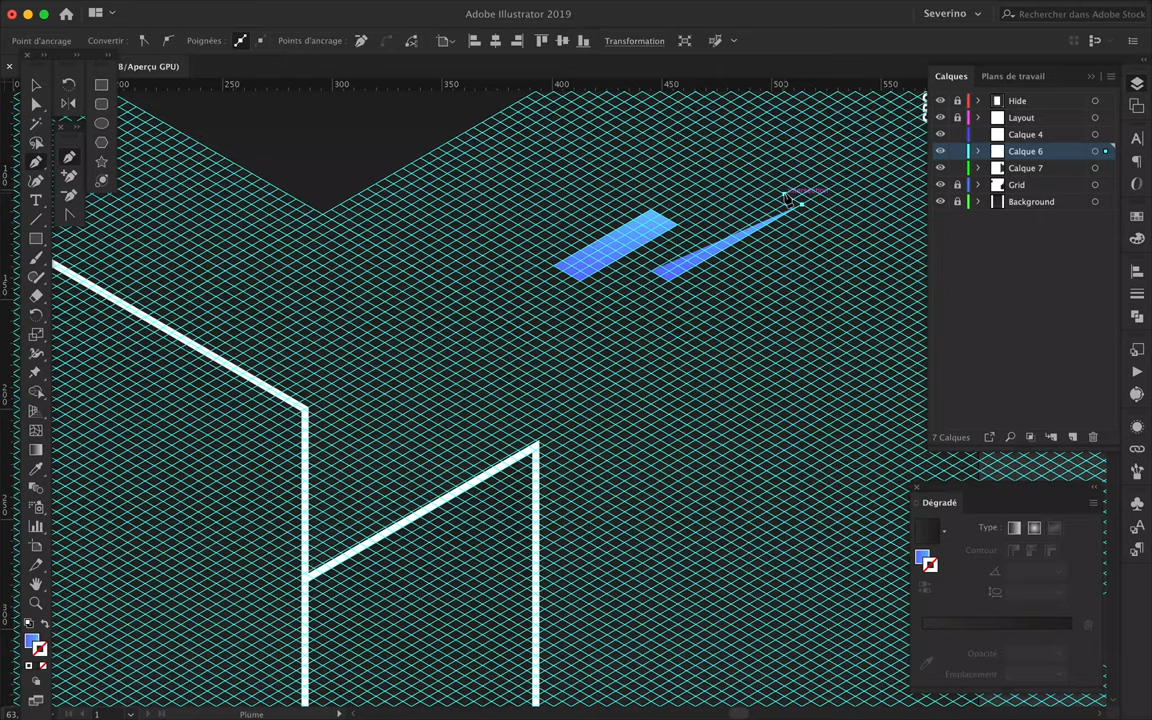 Adobe Illustrator 2019
Severino
Rechercher dans Adobe Stock
Point d'ancrage
Convertir :
Poignées :
Points d'ancrage :
Transformation
B/Aperçu GPU)
250
300
350
400
450
500
550
Calques
Plans de travail
Hide
Layout
Calque 4
Calque 6
Calque 7
Grid
Background
7 Calques
Dégradé
Type :
Contour :
Opacité :
Emplacement :
63,
1
Plume